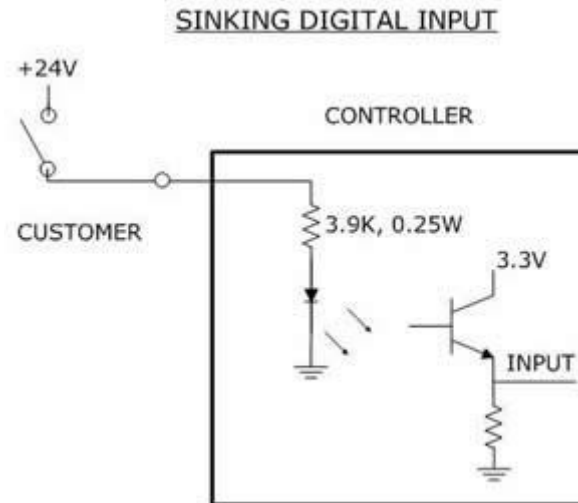 SINKING DIGITAL INPUT
+24V
CONTROLLER
CUSTOMER
3.9K, 0.25W
3.3V
INPUT